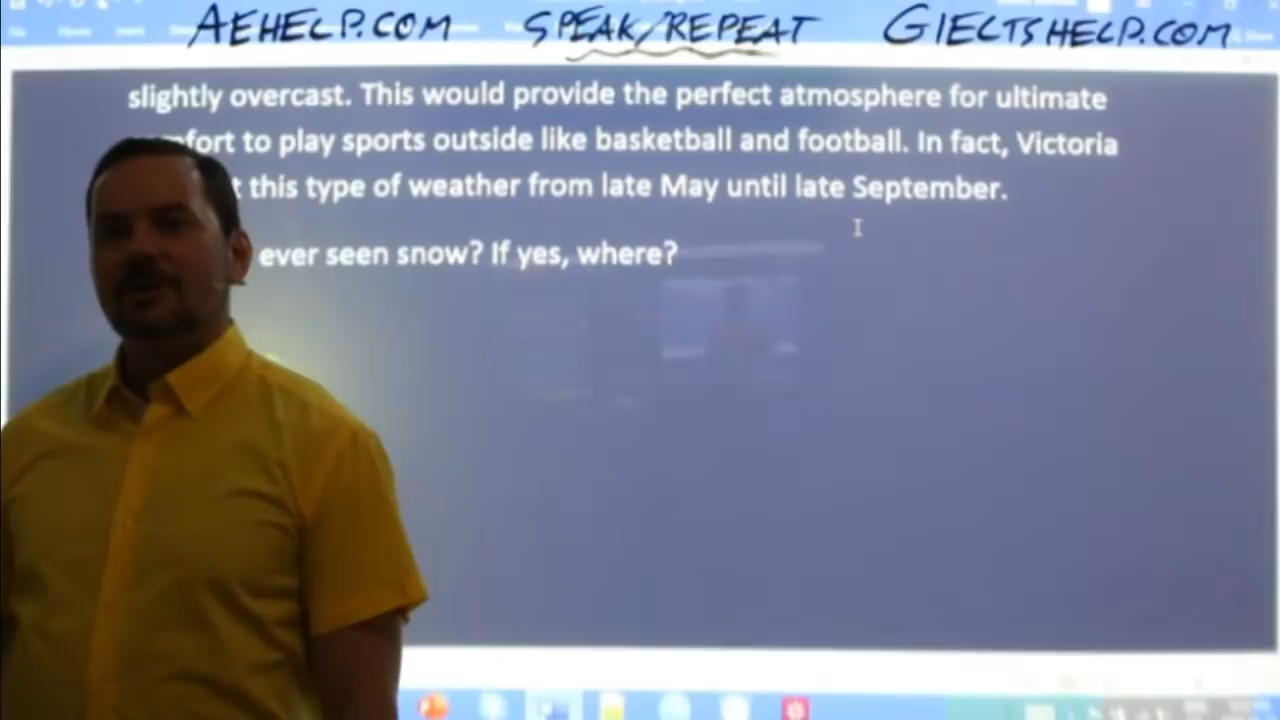 AEHELP.COM SPEAK/REPEAT GIELTSHELP.COM
slightly overcast. This would provide the perfect atmosphere for ultimate
fort to play sports outside like basketball and football. In fact, Victoria
t this type of weather from late May until late September.
ever seen snow? If yes, where?